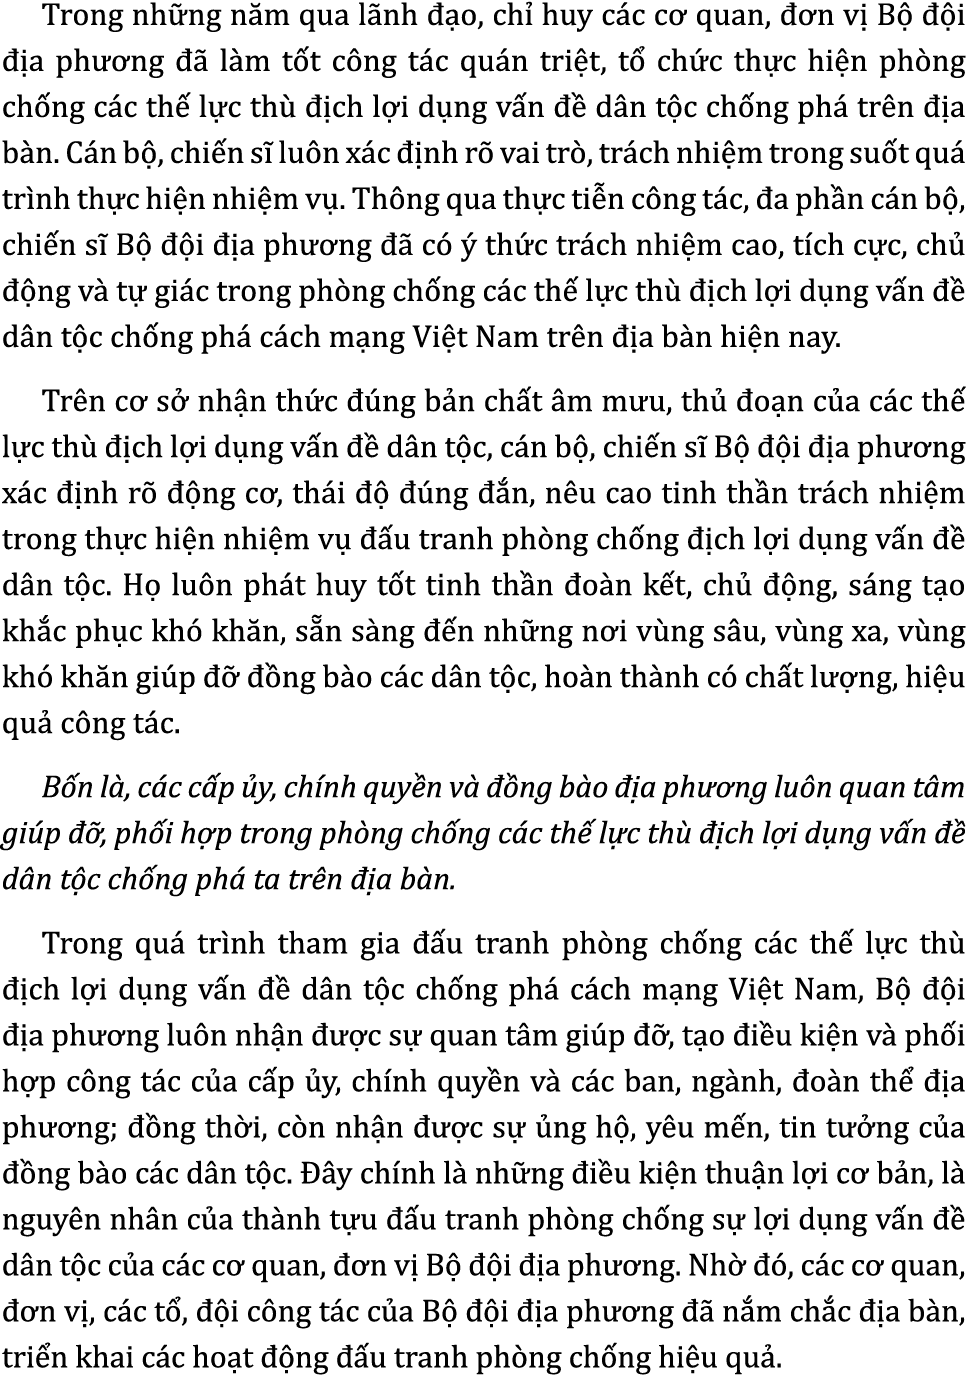 Trong những năm qua lãnh đạo, chỉ huy các cơ quan, đơn vị Bộ đội
địa phương đã làm tốt công tác quán triệt, tổ chức thực hiện phòng
chống các thế lực thù địch lợi dụng vấn đề dân tộc chống phá trên địa
bàn. Cán bộ, chiến sĩ luôn xác định rõ vai trò, trách nhiệm trong suốt quá
trình thực hiện nhiệm vụ. Thông qua thực tiễn công tác, đa phần cán bộ,
chiến sĩ Bộ đội địa phương đã có ý thức trách nhiệm cao, tích cực, chủ
động và tự giác trong phòng chống các thế lực thù địch lợi dụng vấn đề
dân tộc chống phá cách mạng Việt Nam trên địa bàn hiện nay.
Trên cơ sở nhận thức đúng bản chất âm mưu, thủ đoạn của các thế
lực thù địch lợi dụng vấn đề dân tộc, cán bộ, chiến sĩ Bộ đội địa phương
xác định rõ động cơ, thái độ đúng đắn, nêu cao tinh thần trách nhiệm
trong thực hiện nhiệm vụ đấu tranh phòng chống địch lợi dụng vấn đề
dân tộc. Họ luôn phát huy tốt tinh thần đoàn kết, chủ động, sáng tạo
khắc phục khó khăn, sẵn sàng đến những nơi vùng sâu, vùng xa, vùng
khó khăn giúp đỡ đồng bào các dân tộc, hoàn thành có chất lượng, hiệu
quả công tác.
Bốn là, các cấp ủy, chính quyền và đồng bào địa phương luôn quan tâm
giúp đỡ, phối hợp trong phòng chống các thế lực thù địch lợi dụng vấn đề
dân tộc chống phá ta trên địa bàn.
Trong quá trình tham gia đấu tranh phòng chống các thế lực thù
địch lợi dụng vấn đề dân tộc chống phá cách mạng Việt Nam, Bộ đội
địa phương luôn nhận được sự quan tâm giúp đỡ, tạo điều kiện và phối
hợp công tác của cấp ủy, chính quyền và các ban, ngành, đoàn thể địa
phương; đồng thời, còn nhận được sự ủng hộ, yêu mến, tin tưởng của
đồng bào các dân tộc. Đây chính là những điều kiện thuận lợi cơ bản, là
nguyên nhân của thành tựu đấu tranh phòng chống sự lợi dụng vấn đề
dân tộc của các cơ quan, đơn vị Bộ đội địa phương. Nhờ đó, các cơ quan,
đơn vị, các tổ, đội công tác của Bộ đội địa phương đã nắm chắc địa bàn,
triển khai các hoạt động đấu tranh phòng chống hiệu quả.